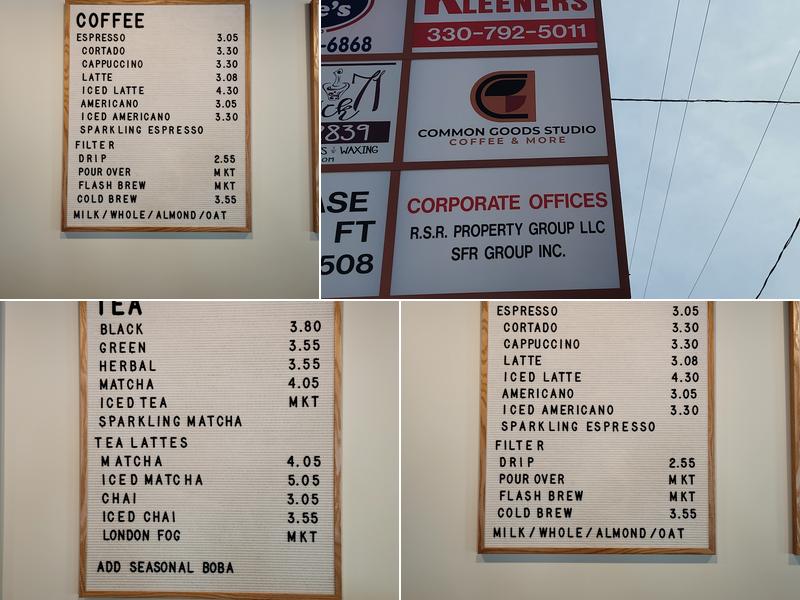 COFFEE
ESPRESSO 3.05
CORTADO 3.30
CAPPUCCINO 3.30
LATTE 3.08
ICED LATTE 4.30
AMERICANO 3.05
ICED AMERICANO 3.30
SPARKLING ESPRESSO
FILTER
DRIP 2.55
POUR OVER MKT
FLASH BREW MKT
COLD BREW 3.55
MILK/WHOLE/ALMOND/OAT
KLEENERS
-6868
330-792-5011
8839
S & WAXING
OM
COMMON GOODS STUDIO
COFFEE & MORE
ASE
FT
508
CORPORATE OFFICES
R.S.R. PROPERTY GROUP LLC
SFR GROUP INC.
TEA
BLACK 3.80
GREEN 3.55
HERBAL 3.55
MATCHA 4.05
ICED TEA MKT
SPARKLING MATCHA
TEA LATTES
MATCHA 4.05
ICED MATCHA 5.05
CHAI 3.05
ICED CHAI 3.55
LONDON FOG MKT
ADD SEASONAL BOBA
ESPRESSO 3.05
CORTADO 3.30
CAPPUCCINO 3.30
LATTE 3.08
ICED LATTE 4.30
AMERICANO 3.05
ICED AMERICANO 3.30
SPARKLING ESPRESSO
FILTER
DRIP 2.55
POUR OVER MKT
FLASH BREW MKT
COLD BREW 3.55
MILK/WHOLE/ALMOND/OAT